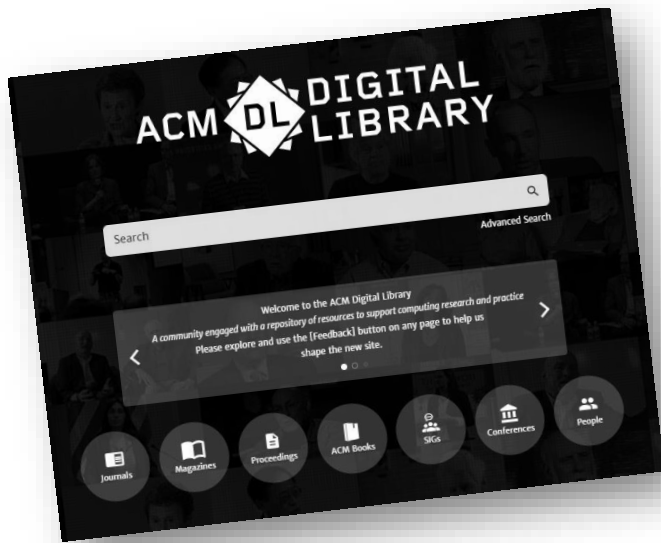 ACM DL DIGITAL
LIBRARY
Search
Advanced Search
Welcome to the ACM Digital Library
A community engaged with a repository of resources to support computing research and practice
Please explore and use the [Feedback] button on any page to help us
shape the new site.
Journals
Magazines
Proceedings
ACM Books
SIGs
Conferences
People